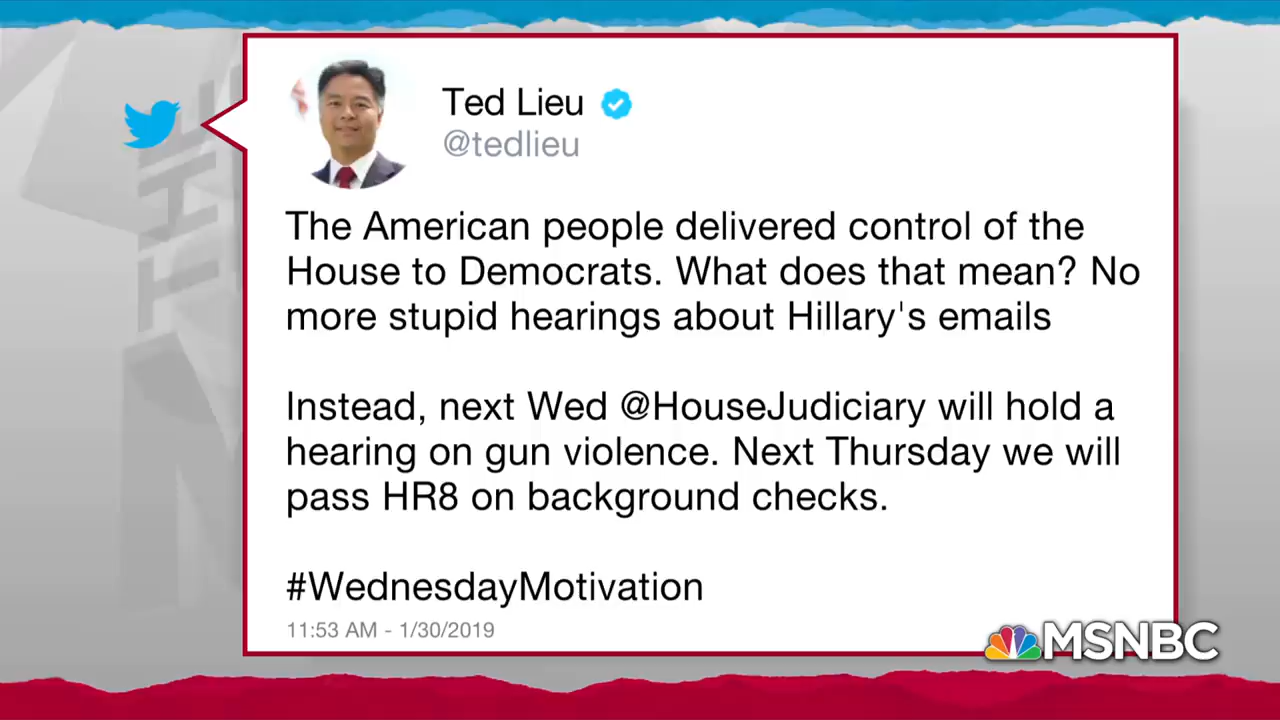 Ted Lieu
@tedlieu
The American people delivered control of the
House to Democrats. What does that mean? No
more stupid hearings about Hillary's emails
Instead, next Wed @HouseJudiciary will hold a
hearing on gun violence. Next Thursday we will
pass HR8 on background checks.
#WednesdayMotivation
11:53 AM - 1/30/2019
MSNBC